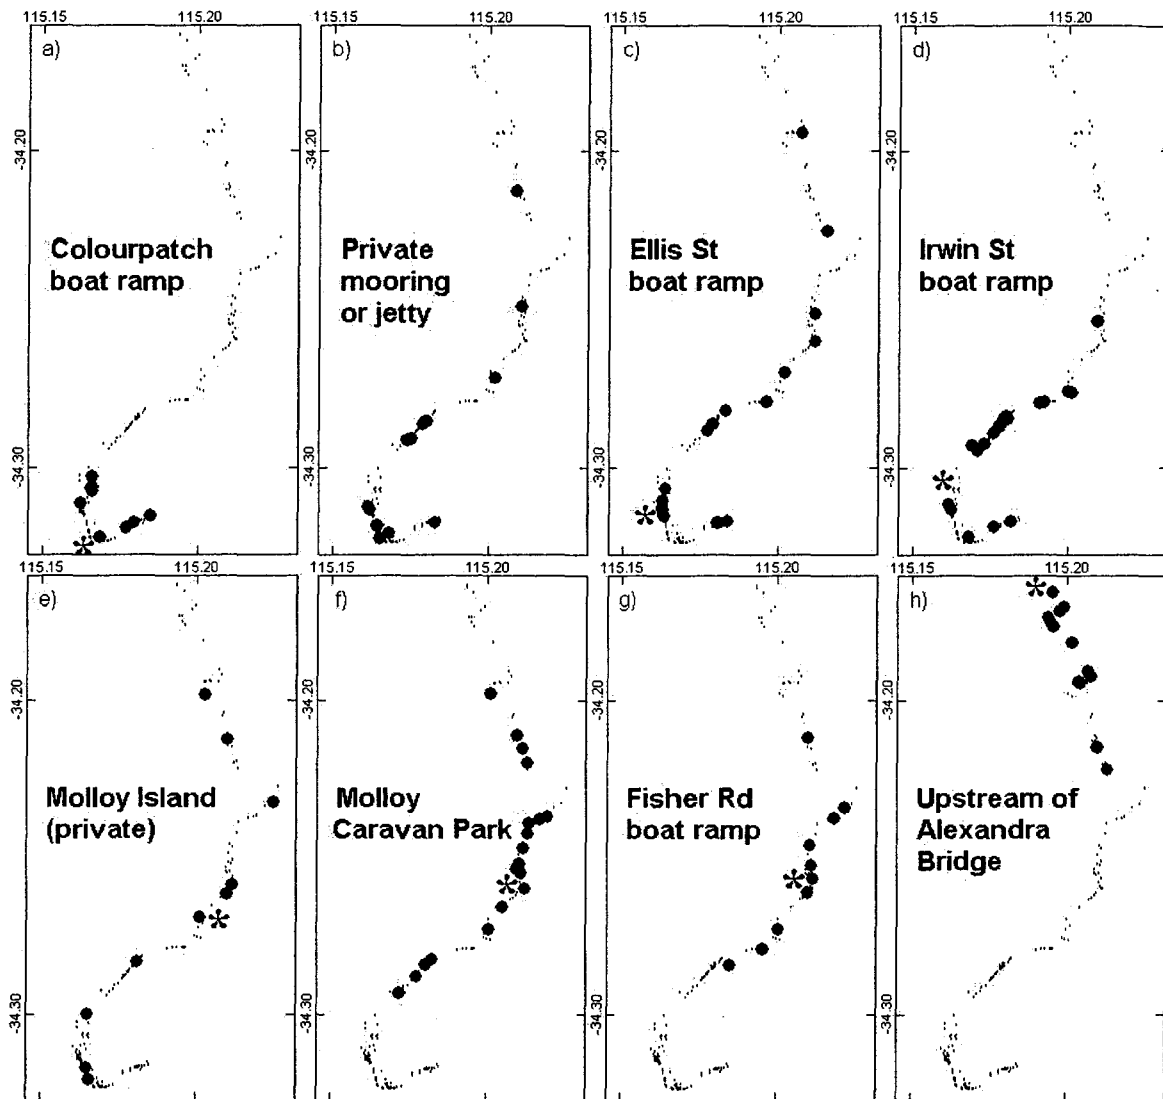 115.15 115.20 115.15 115.20 115.15 115.20 115.15 115.20
a) b) c) d)
-34.20 -34.20 -34.20 -34.20
Colourpatch
boat ramp
Private
mooring
or jetty
Ellis St
boat ramp
Irwin St
boat ramp
-34.30 -34.30 -34.30 -34.30
115.15 115.20 115.15 115.20 115.15 115.20 115.15 115.20
e) f) g) h)
-34.20 -34.20 -34.20 -34.20
Molloy Island
(private)
Molloy
Caravan Park
Fisher Rd
boat ramp
Upstream of
Alexandra
Bridge
-34.30 -34.30 -34.30 -34.30